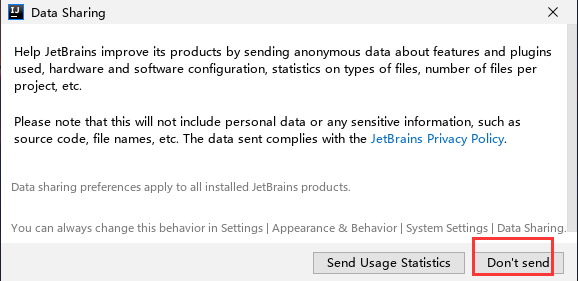 IJ Data Sharing
Help JetBrains improve its products by sending anonymous data about features and plugins
used, hardware and software configuration, statistics on types of files, number of files per
project, etc.
Please note that this will not include personal data or any sensitive information, such as
source code, file names, etc. The data sent complies with the JetBrains Privacy Policy.
Data sharing preferences apply to all installed JetBrains products.
You can always change this behavior in Settings | Appearance & Behavior | System Settings | Data Sharing.
Send Usage Statistics Don't send